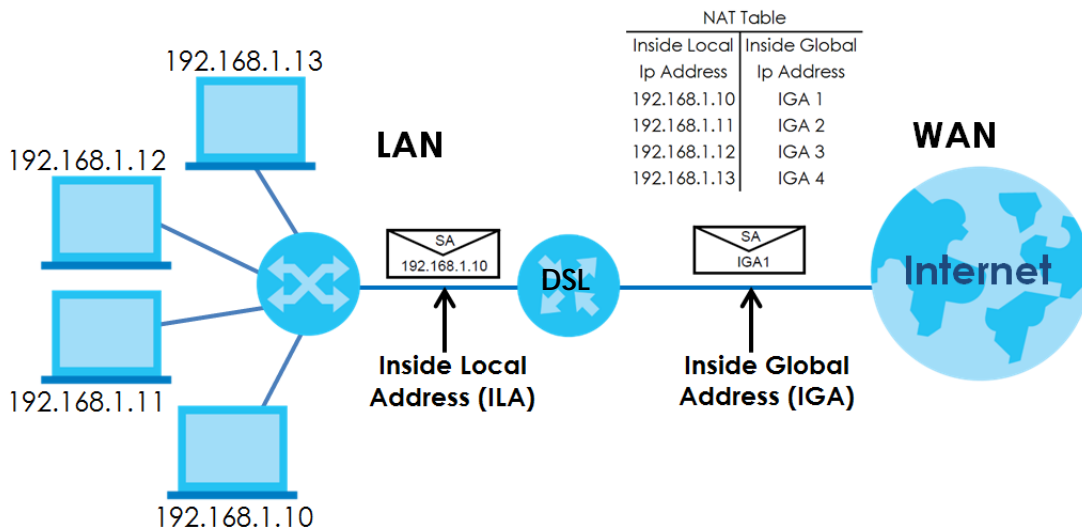 192.168.1.13
192.168.1.12
192.168.1.11
192.168.1.10
LAN
SA
192.168.1.10
Inside Local
Address (ILA)
DSL
NAT Table
Inside Local Inside Global
Ip Address Ip Address
192.168.1.10 IGA 1
192.168.1.11 IGA 2
192.168.1.12 IGA 3
192.168.1.13 IGA 4
SA
IGA1
Inside Global
Address (IGA)
WAN
Internet